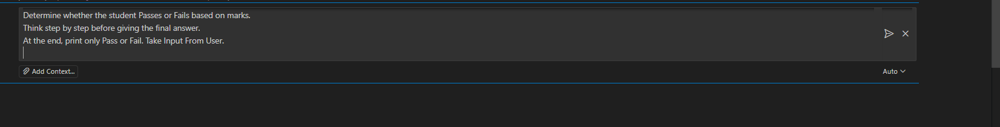 Determine whether the student Passes or Fails based on marks.
Think step by step before giving the final answer.
At the end, print only Pass or Fail. Take Input From User.
Add Context...
Auto